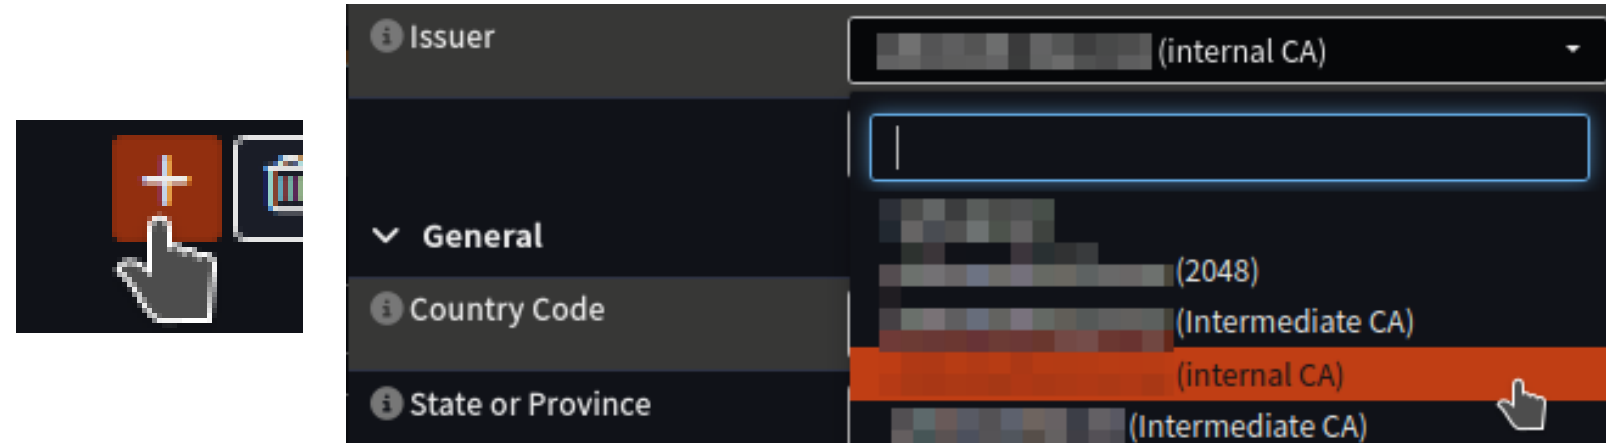 Issuer
(internal CA)
General
(2048)
Country Code
(Intermediate CA)
(internal CA)
State or Province
(Intermediate CA)